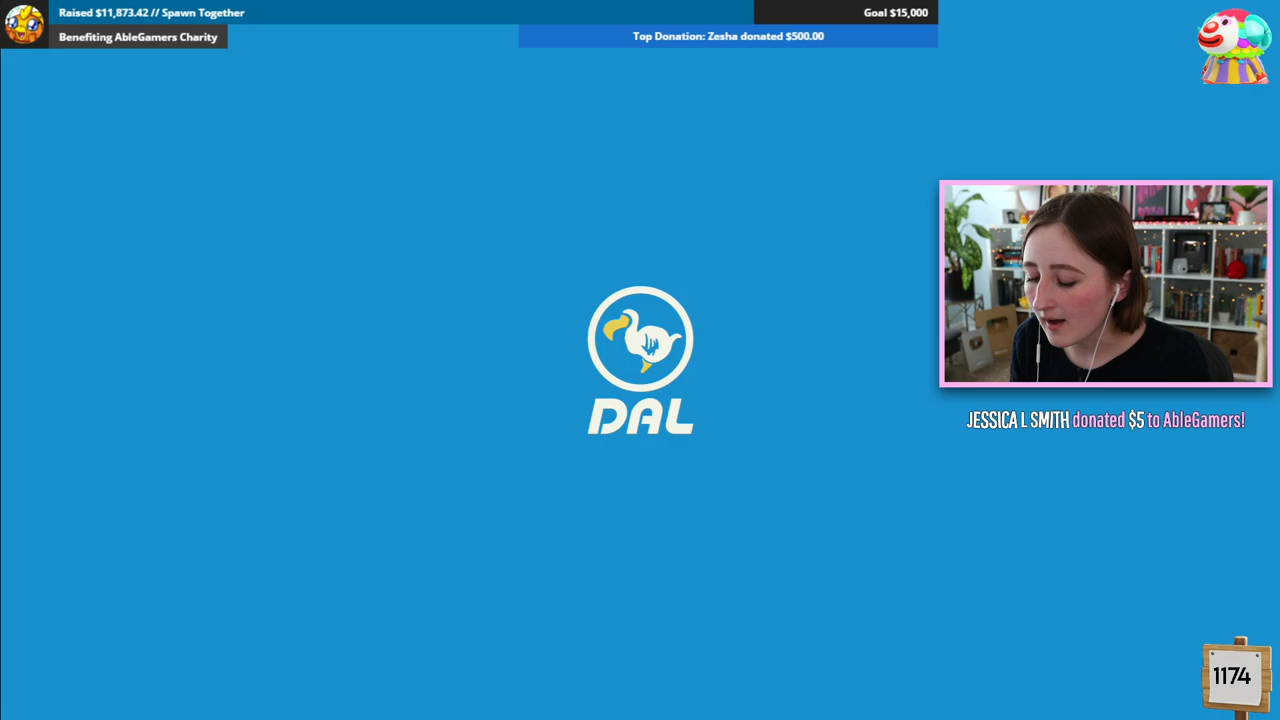 Raised $11,873.42 // Spawn Together
Goal $15,000
Benefiting AbleGamers Charity
Top Donation: Zesha donated $500.00
DAL
JESSICA L SMITH donated $5 to AbleGamers!
1174